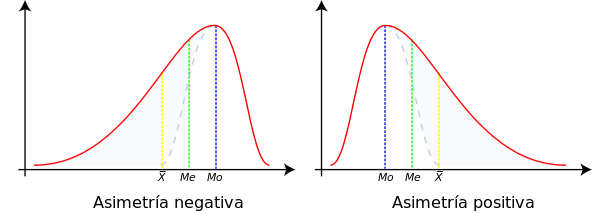 X̅ Me Mo
Mo Me X̅
Asimetría negativa
Asimetría positiva